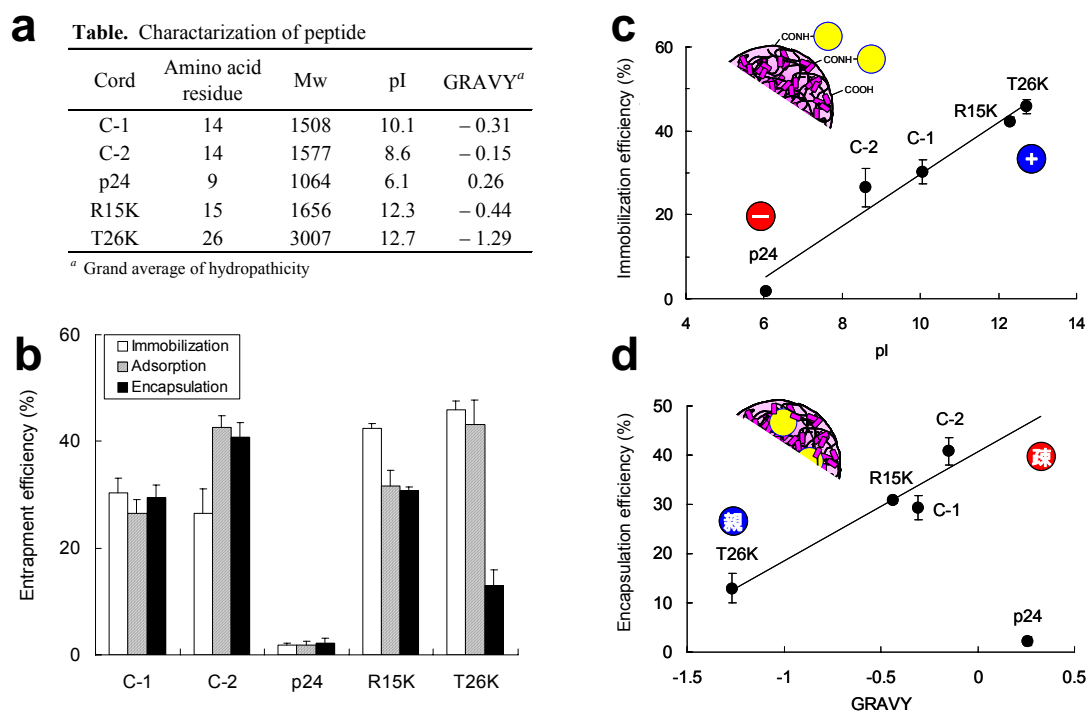 a
Table. Charactarization of peptide
Cord Amino acid residue Mw pI GRAVYa
C-1 14 1508 10.1 – 0.31
C-2 14 1577 8.6 – 0.15
p24 9 1064 6.1 0.26
R15K 15 1656 12.3 – 0.44
T26K 26 3007 12.7 – 1.29
a Grand average of hydropathicity
b
Entrapment efficiency (%)
60
40
20
0
Immobilization
Adsorption
Encapsulation
C-1 C-2 p24 R15K T26K
c
Immobilization efficiency (%)
60
40
20
0
CONH
CONH
COOH
T26K
R15K
C-1
C-2
+
−
p24
4 6 8 10 12 14
pI
d
Encapsulation efficiency (%)
50
40
30
20
10
0
C-2
疎
R15K
C-1
親
T26K
p24
-1.5 -1 -0.5 0 0.5
GRAVY